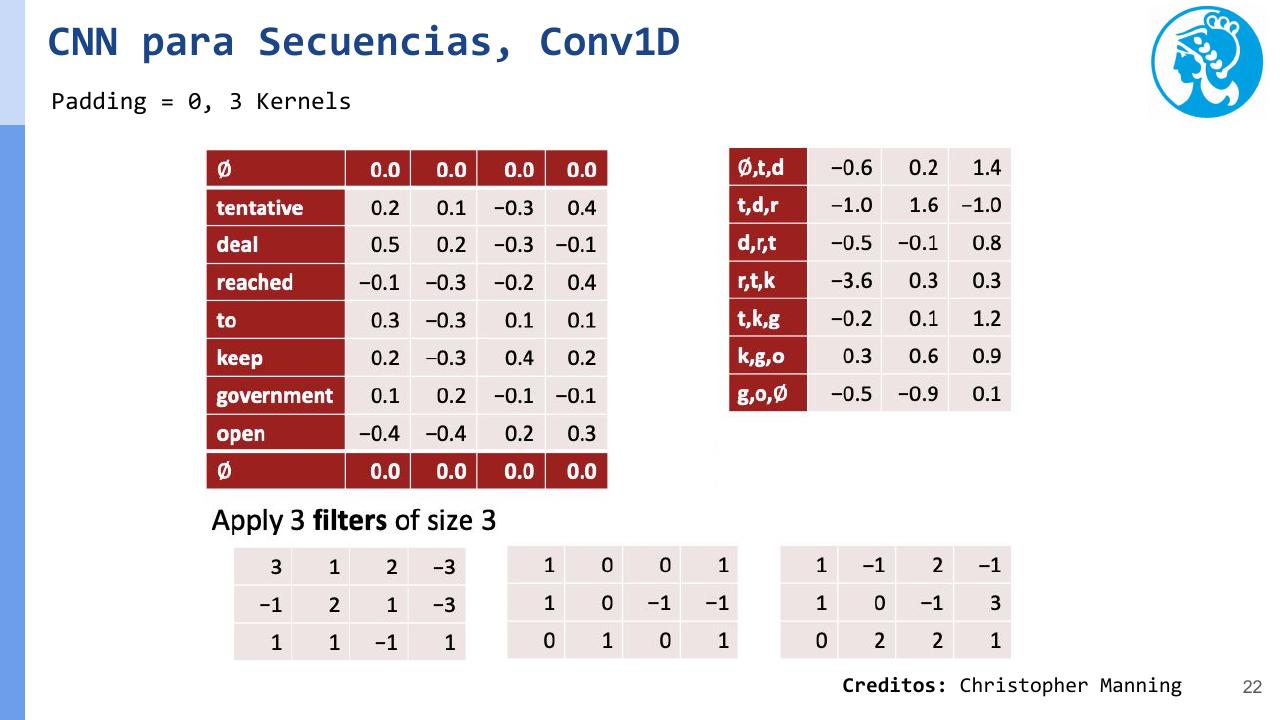 CNN para Secuencias, Conv1D
Padding = 0, 3 Kernels
Ø 0.0 0.0 0.0 0.0
tentative 0.2 0.1 −0.3 0.4
deal 0.5 0.2 −0.3 −0.1
reached −0.1 −0.3 −0.2 0.4
to 0.3 −0.3 0.1 0.1
keep 0.2 −0.3 0.4 0.2
government 0.1 0.2 −0.1 −0.1
open −0.4 −0.4 0.2 0.3
Ø 0.0 0.0 0.0 0.0
Ø,t,d −0.6 0.2 1.4
t,d,r −1.0 1.6 −1.0
d,r,t −0.5 −0.1 0.8
r,t,k −3.6 0.3 0.3
t,k,g −0.2 0.1 1.2
k,g,o 0.3 0.6 0.9
g,o,Ø −0.5 −0.9 0.1
Apply 3 filters of size 3
3 1 2 −3
−1 2 1 −3
1 1 −1 1
1 0 0 1
1 0 −1 −1
0 1 0 1
1 −1 2 −1
1 0 −1 3
0 2 2 1
Creditos: Christopher Manning
22